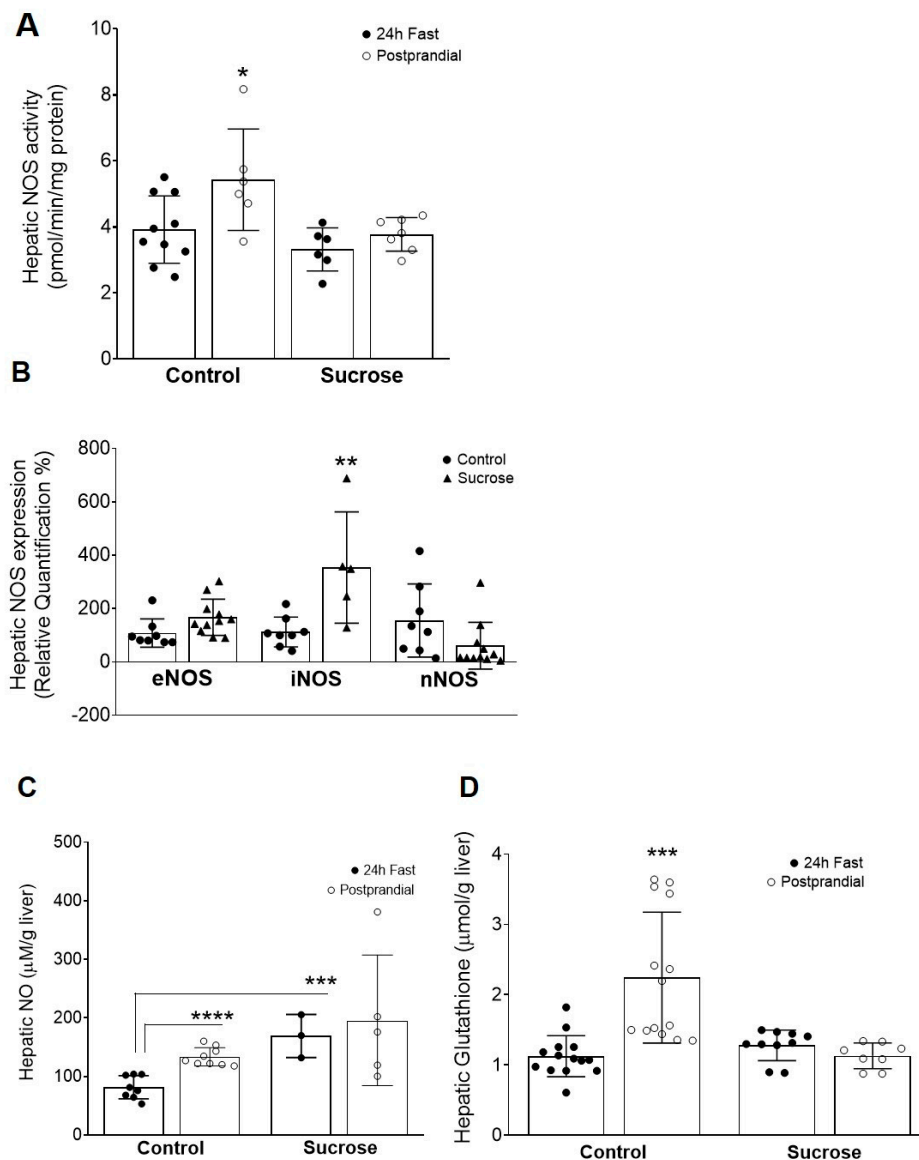 A
10
8
6
4
2
0
Hepatic NOS activity
(pmol/min/mg protein)
24h Fast
Postprandial
*
Control Sucrose
B
800
600
400
200
0
-200
Hepatic NOS expression
(Relative Quantification %)
Control
Sucrose
**
eNOS iNOS nNOS
C
500
400
300
200
100
0
Hepatic NO (µM/g liver)
24h Fast
Postprandial
***
****
Control Sucrose
D
4
3
2
1
0
Hepatic Glutathione (µmol/g liver)
24h Fast
Postprandial
***
Control Sucrose